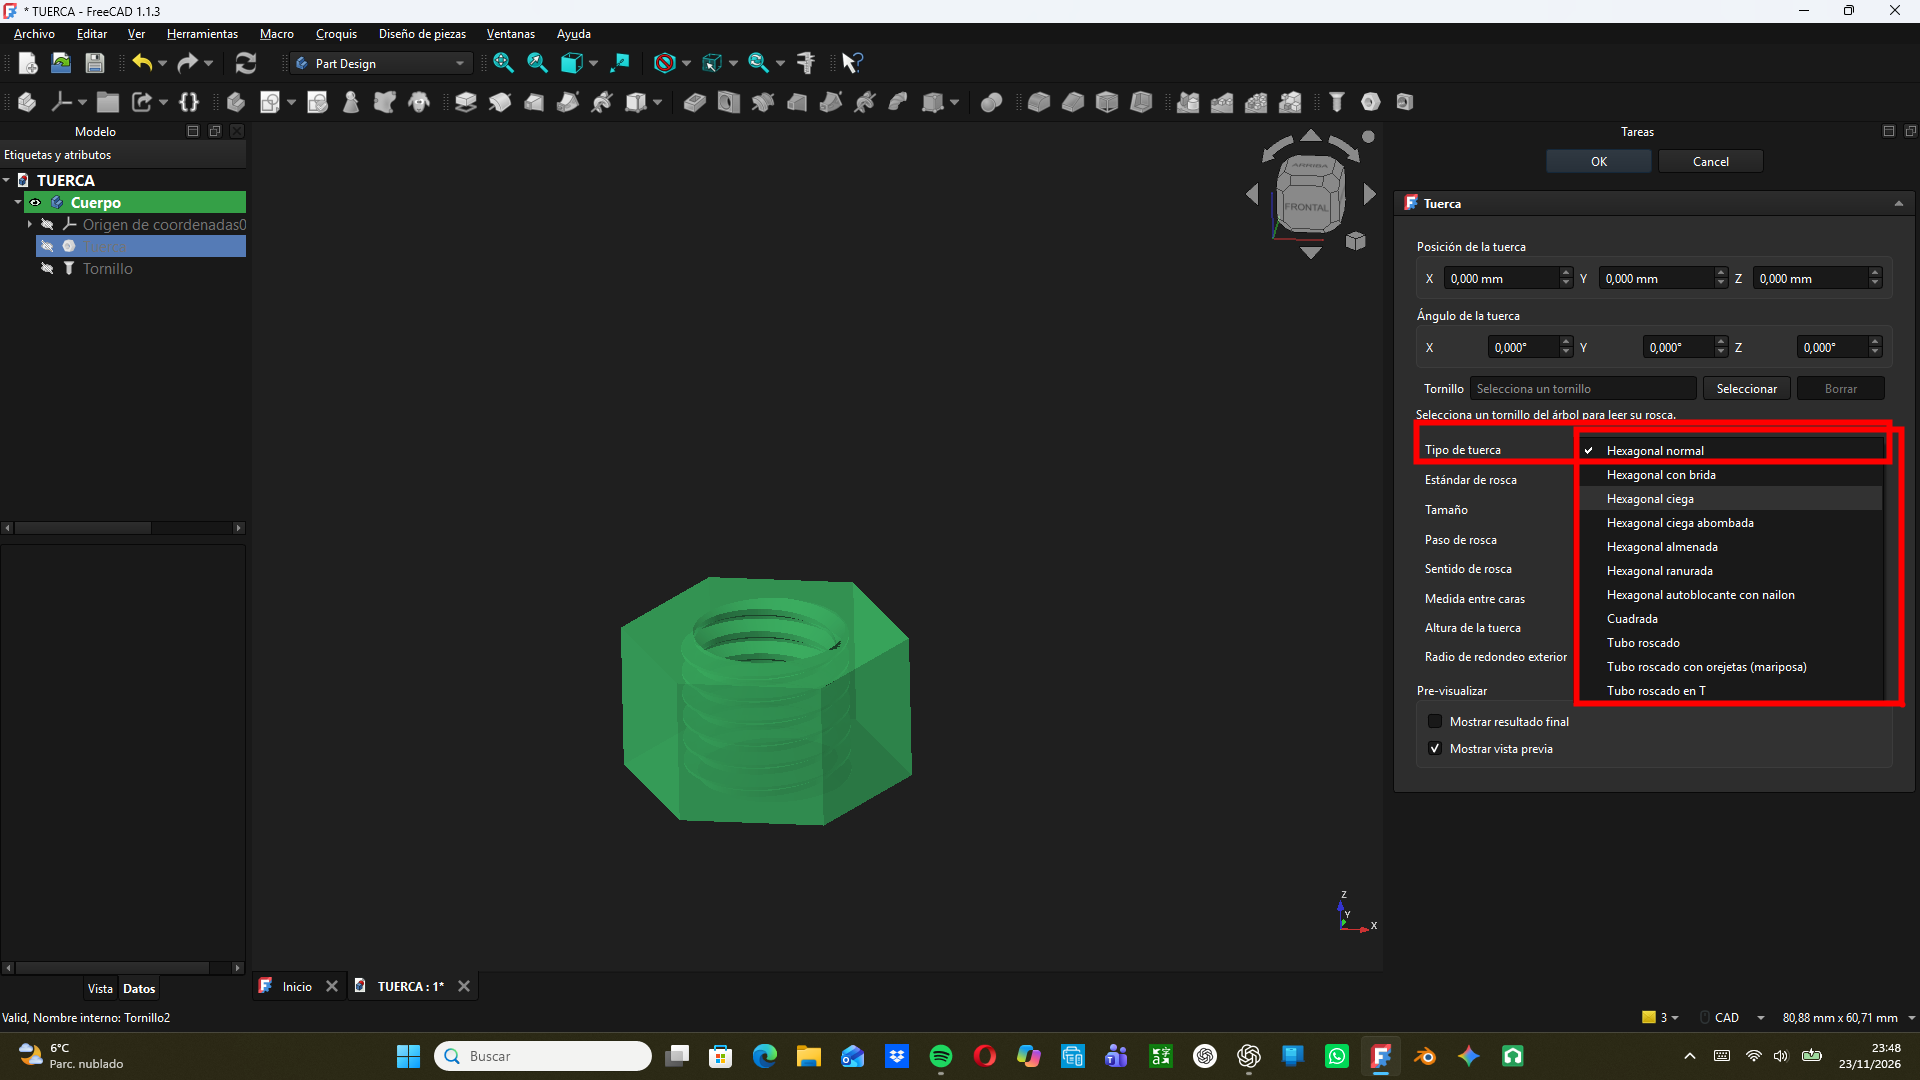 * TUERCA - FreeCAD 1.1.3
Archivo Editar Ver Herramientas Macro Croquis Diseño de piezas Ventanas Ayuda
Part Design
Modelo
Etiquetas y atributos
TUERCA
Cuerpo
Origen de coordenadas0
Tuerca
Tornillo
ARRIBA
FRONTAL
Tareas
OK Cancel
Tuerca
Posición de la tuerca
X 0,000 mm Y 0,000 mm Z 0,000 mm
Ángulo de la tuerca
X 0,000° Y 0,000° Z 0,000°
Tornillo Selecciona un tornillo Seleccionar Borrar
Selecciona un tornillo del árbol para leer su rosca.
Tipo de tuerca
Estándar de rosca
Tamaño
Paso de rosca
Sentido de rosca
Medida entre caras
Altura de la tuerca
Radio de redondeo exterior
Hexagonal normal
Hexagonal con brida
Hexagonal ciega
Hexagonal ciega abombada
Hexagonal almenada
Hexagonal ranurada
Hexagonal autoblocante con nailon
Cuadrada
Tubo roscado
Tubo roscado con orejetas (mariposa)
Tubo roscado en T
Pre-visualizar
Mostrar resultado final
Mostrar vista previa
Z
Y
X
Vista Datos
Inicio TUERCA : 1*
Valid, Nombre interno: Tornillo2
3 CAD 80,88 mm x 60,71 mm
6°C
Parc. nublado
Buscar
23:48
23/11/2026